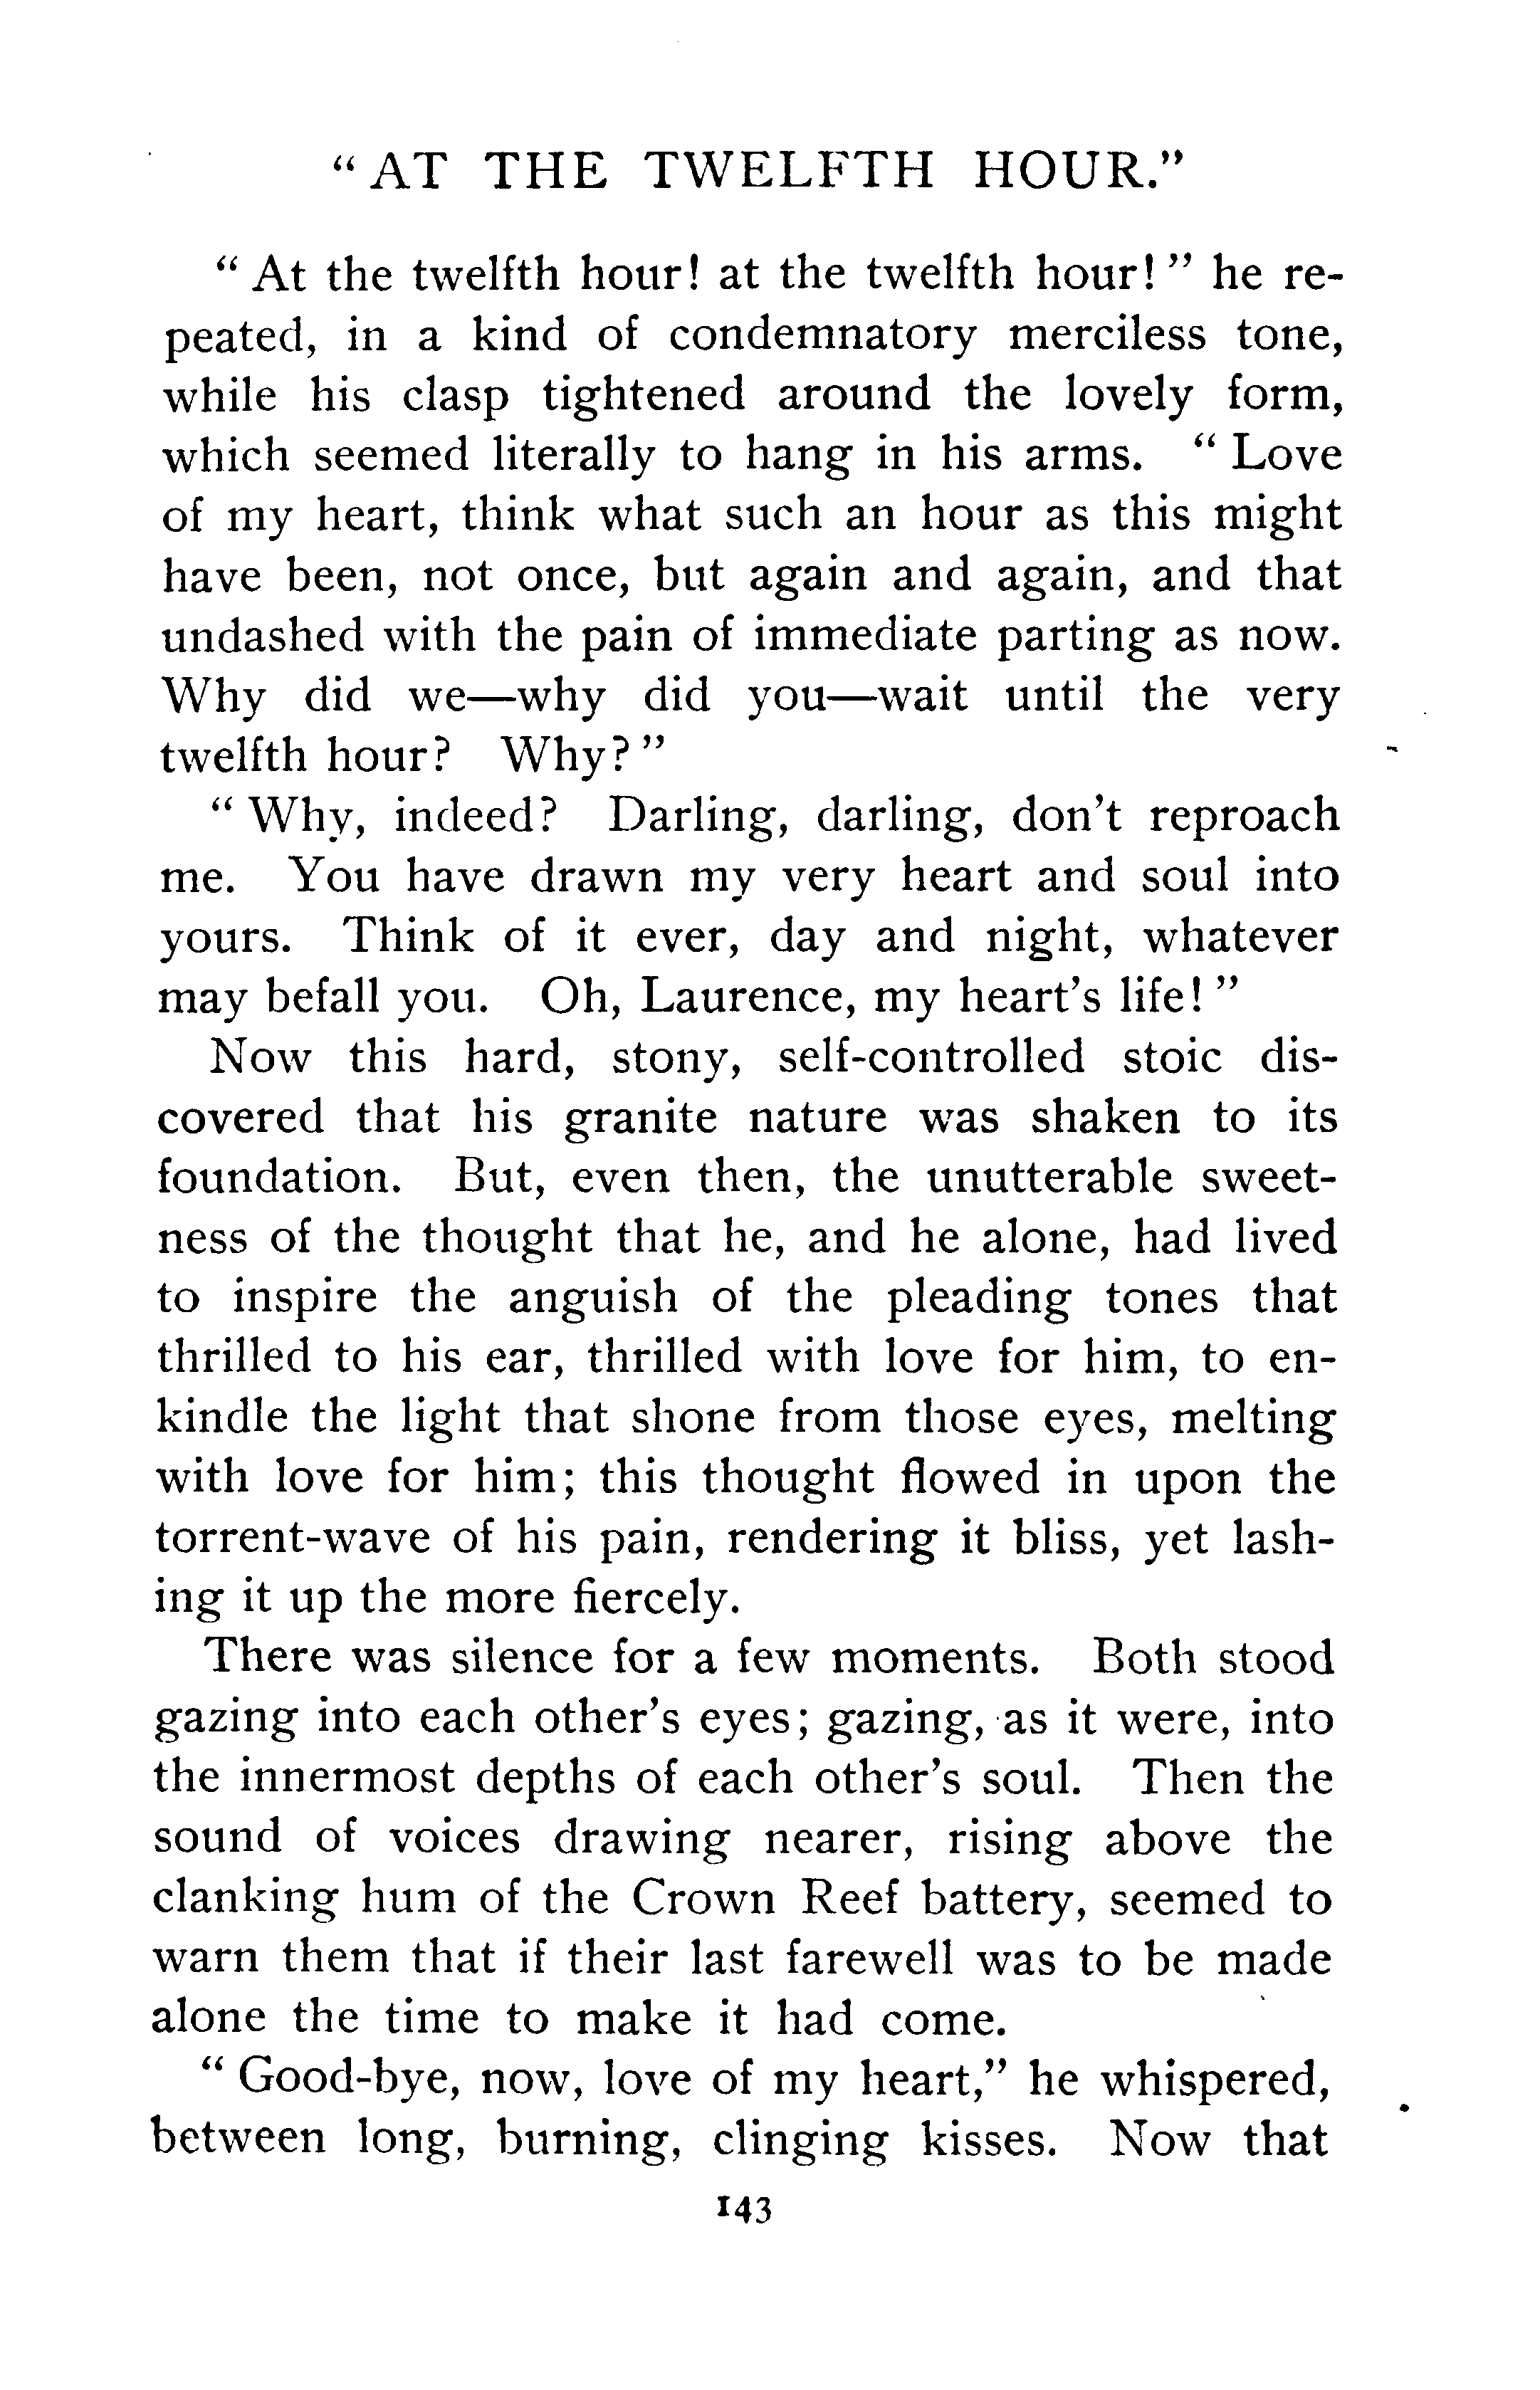 “ AT THE TWELFTH HOUR.”
“ At the twelfth hour! at the twelfth hour! ” he re-
peated, in a kind of condemnatory merciless tone,
while his clasp tightened around the lovely form,
which seemed literally to hang in his arms. “ Love
of my heart, think what such an hour as this might
have been, not once, but again and again, and that
undashed with the pain of immediate parting as now.
Why did we—why did you—wait until the very
twelfth hour? Why? ”
“ Why, indeed? Darling, darling, don’t reproach
me. You have drawn my very heart and soul into
yours. Think of it ever, day and night, whatever
may befall you. Oh, Laurence, my heart’s life! ”
Now this hard, stony, self-controlled stoic dis-
covered that his granite nature was shaken to its
foundation. But, even then, the unutterable sweet-
ness of the thought that he, and he alone, had lived
to inspire the anguish of the pleading tones that
thrilled to his ear, thrilled with love for him, to en-
kindle the light that shone from those eyes, melting
with love for him; this thought flowed in upon the
torrent-wave of his pain, rendering it bliss, yet lash-
ing it up the more fiercely.
There was silence for a few moments. Both stood
gazing into each other’s eyes; gazing, as it were, into
the innermost depths of each other’s soul. Then the
sound of voices drawing nearer, rising above the
clanking hum of the Crown Reef battery, seemed to
warn them that if their last farewell was to be made
alone the time to make it had come.
“ Good-bye, now, love of my heart,” he whispered,
between long, burning, clinging kisses. Now that
143